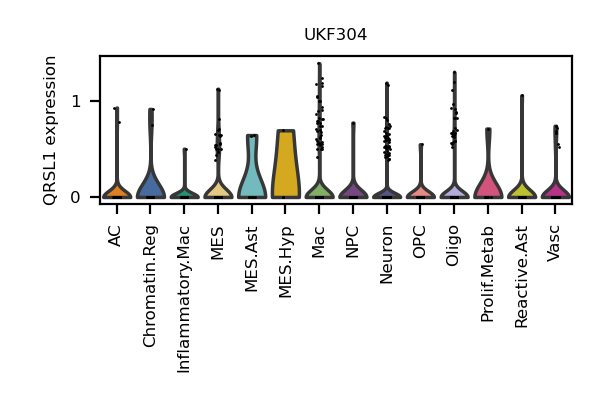 UKF304
QRSL1 expression
1
0
AC
Chromatin.Reg
Inflammatory.Mac
MES
MES.Ast
MES.Hyp
Mac
NPC
Neuron
OPC
Oligo
Prolif.Metab
Reactive.Ast
Vasc